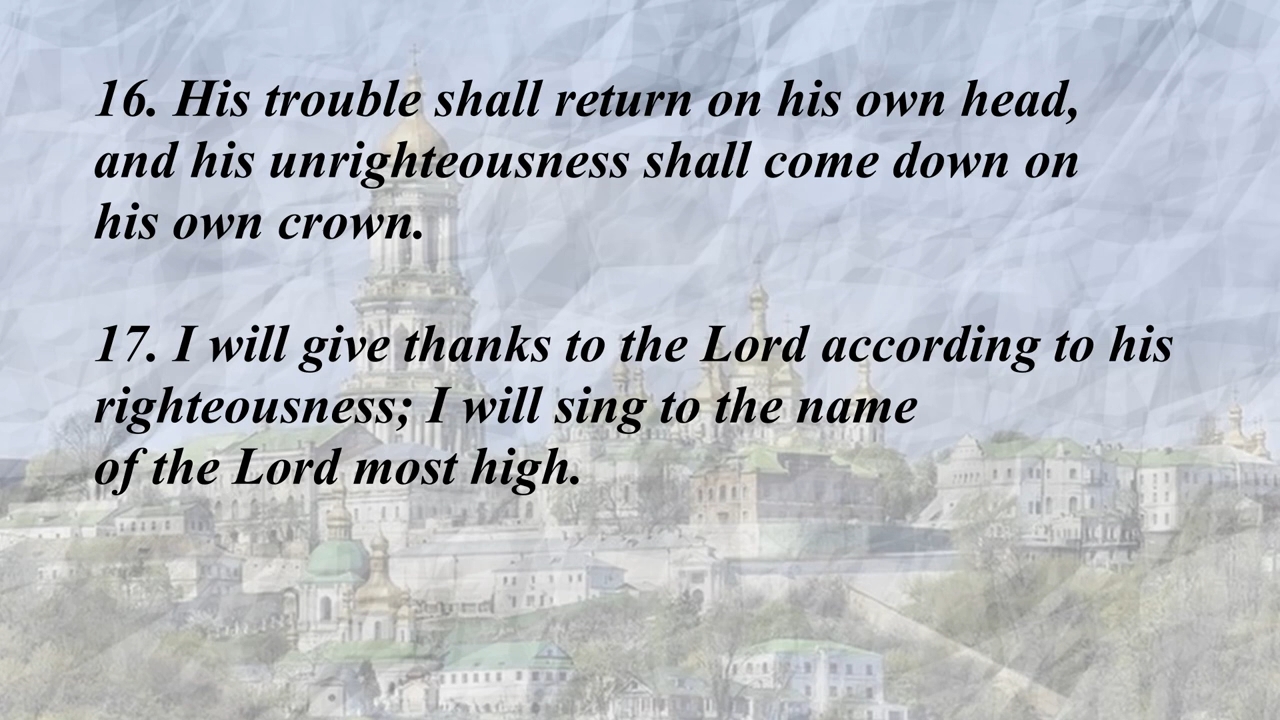 16. His trouble shall return on his own head,
and his unrighteousness shall come down on
his own crown.
17. I will give thanks to the Lord according to his
righteousness; I will sing to the name
of the Lord most high.